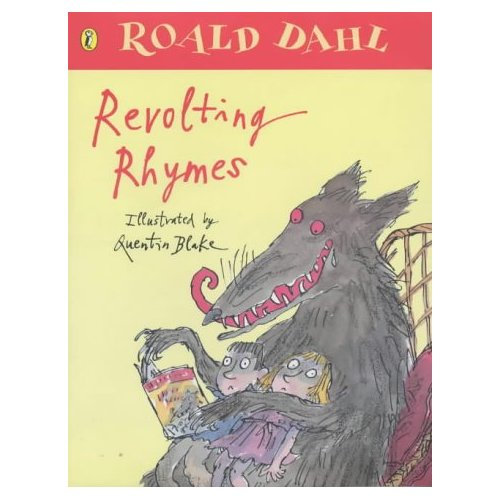 ROALD DAHL
Revolting
Rhymes
Illustrated by
Quentin Blake